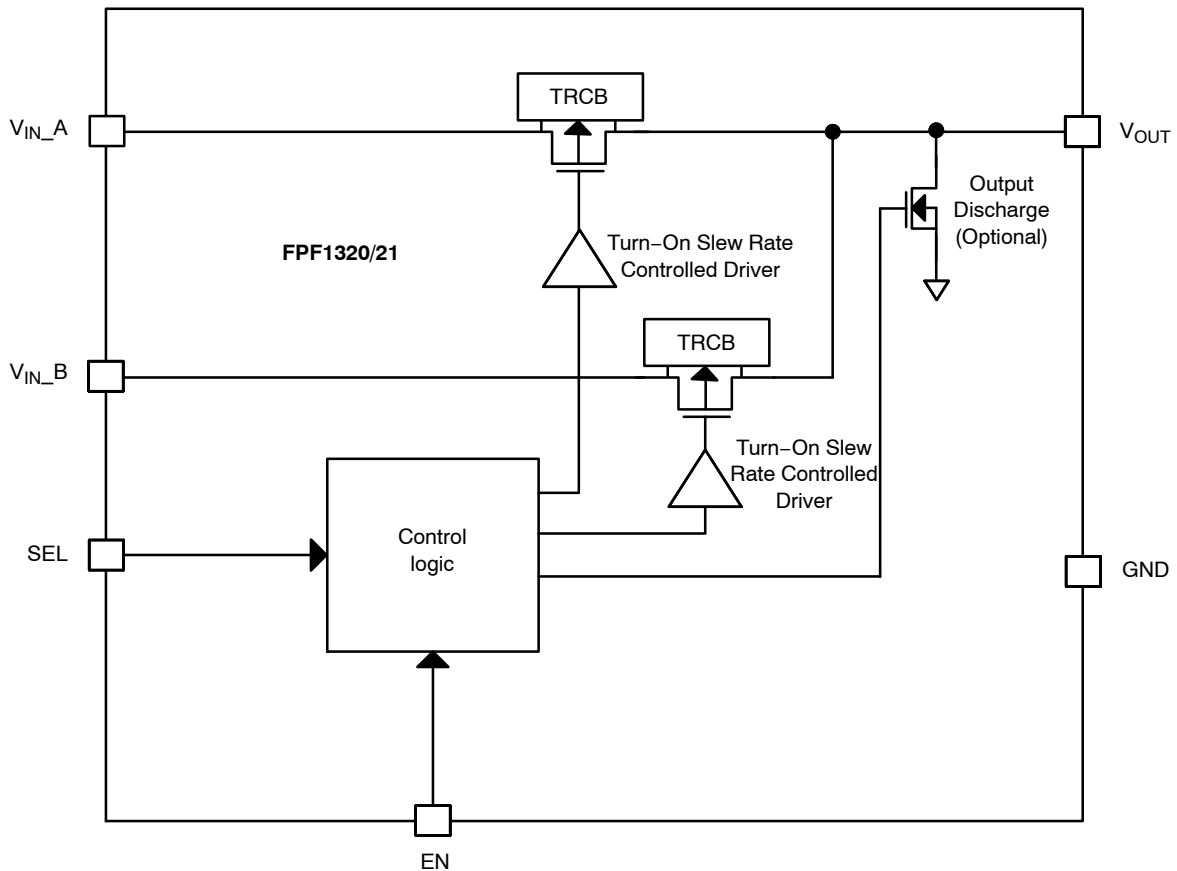 TRCB
V_IN_A
V_OUT
Output
Discharge
(Optional)
FPF1320/21
Turn−On Slew Rate
Controlled Driver
TRCB
V_IN_B
Turn−On Slew
Rate Controlled
Driver
Control
logic
SEL
GND
EN